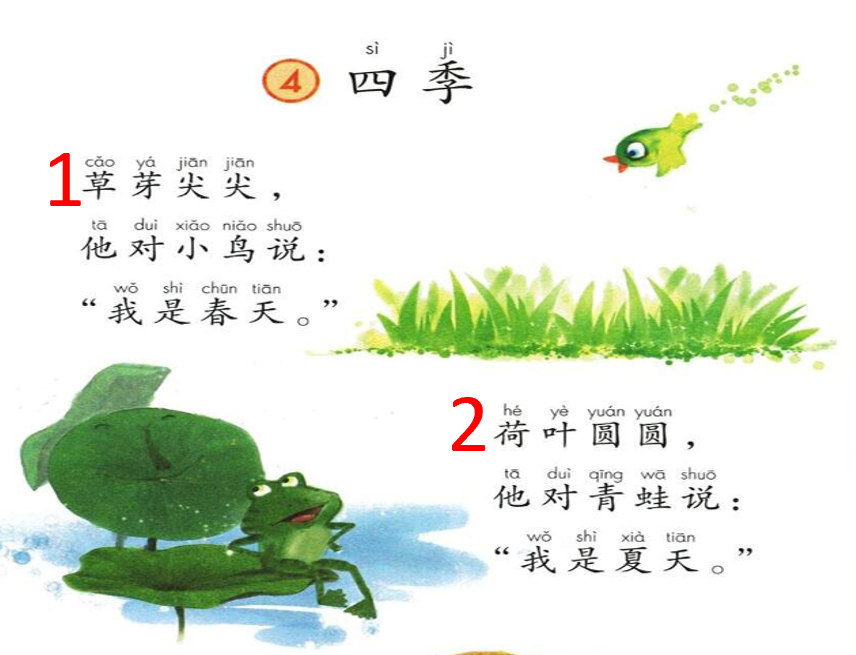 sì jì
4 四季
1
cǎo yá jiān jiān
草芽尖尖，
tā duì xiǎo niǎo shuō
他对小鸟说：
wǒ shì chūn tiān
“我是春天。”
2
hé yè yuán yuán
荷叶圆圆，
tā duì qīng wā shuō
他对青蛙说：
wǒ shì xià tiān
“我是夏天。”